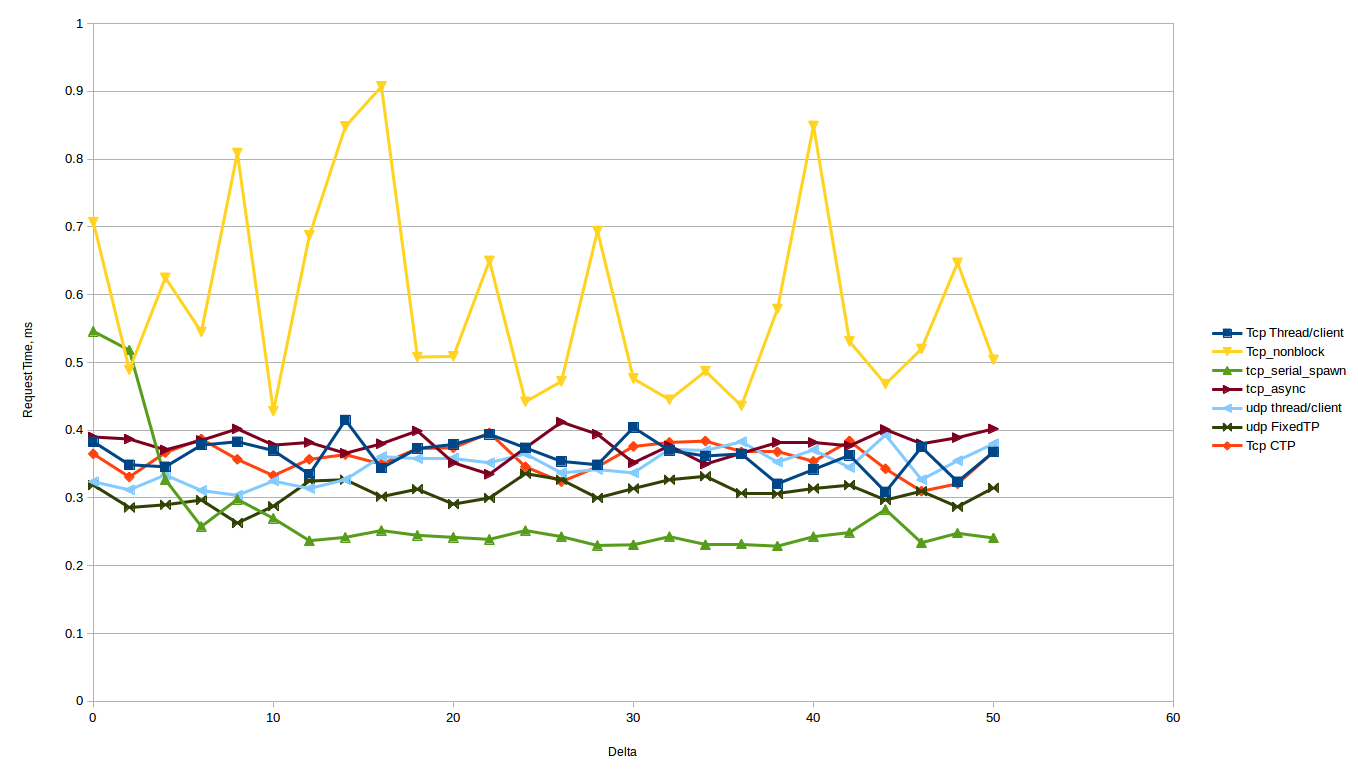 1
0.9
0.8
0.7
0.6
0.5
0.4
0.3
0.2
0.1
0
0 10 20 30 40 50 60
Request Time, ms
Delta
Tcp Thread/client
Tcp_nonblock
tcp_serial_spawn
tcp_async
udp thread/client
udp FixedTP
Tcp CTP